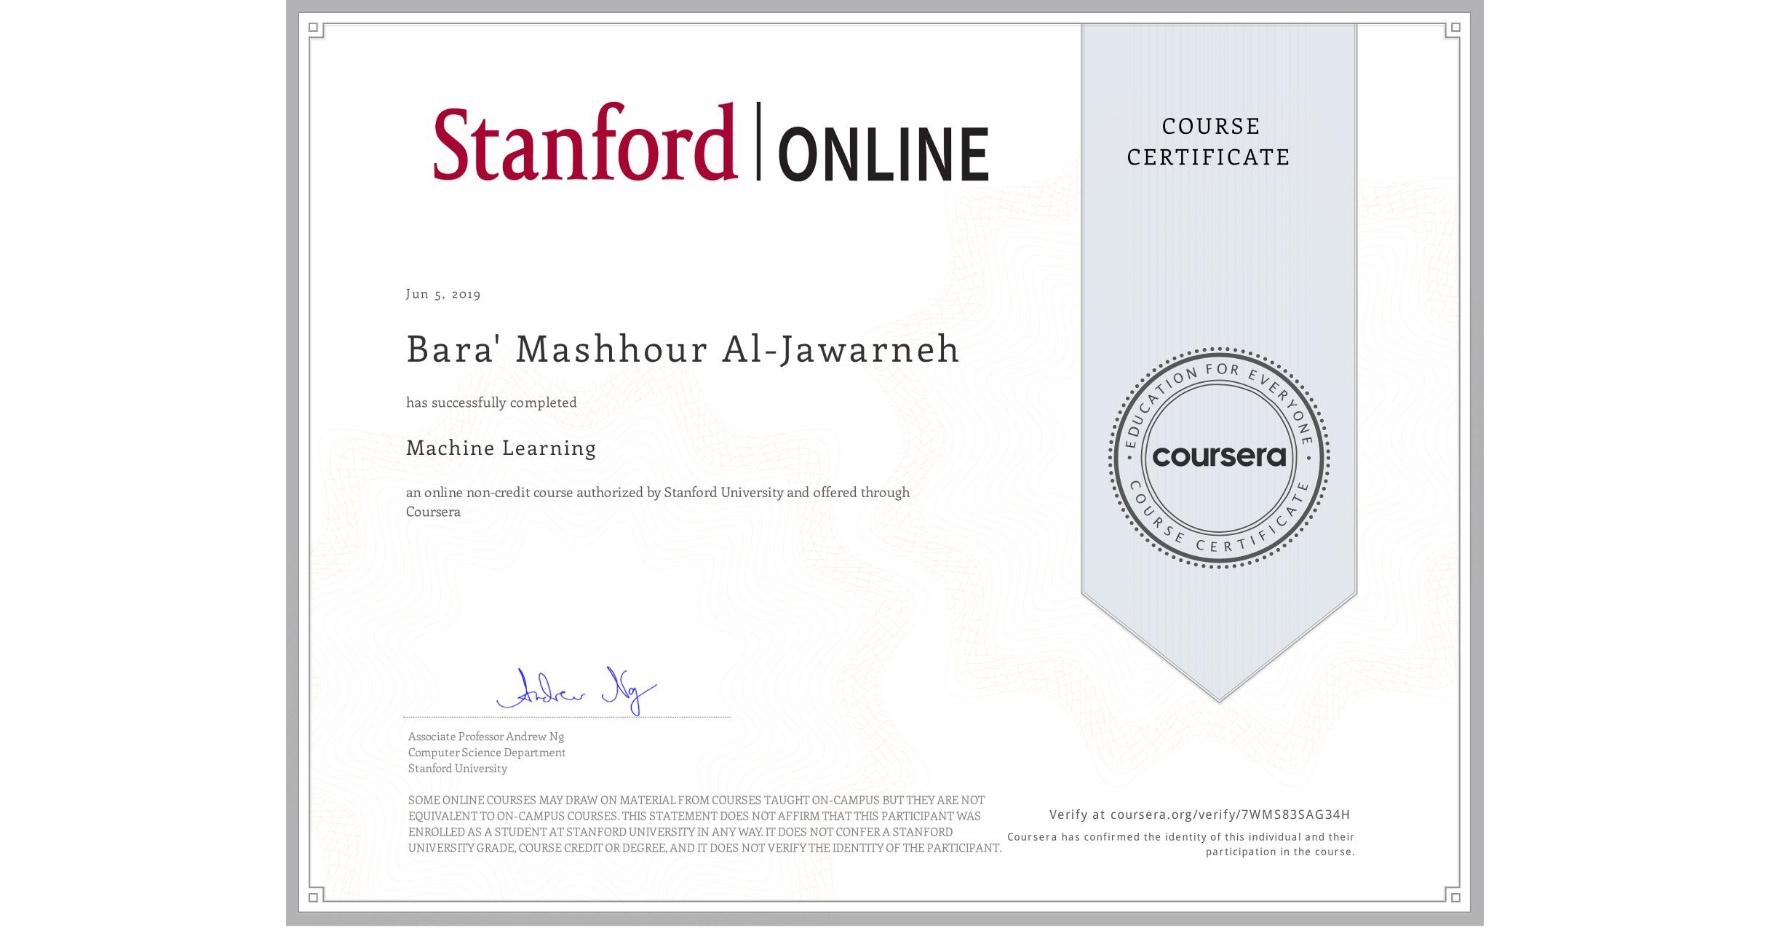 Stanford | ONLINE
COURSE
CERTIFICATE
Jun 5, 2019
Bara' Mashhour Al-Jawarneh
has successfully completed
Machine Learning
an online non-credit course authorized by Stanford University and offered through
Coursera
EDUCATION FOR EVERYONE
coursera
COURSE CERTIFICATE
Andrew Ng
Associate Professor Andrew Ng
Computer Science Department
Stanford University
SOME ONLINE COURSES MAY DRAW ON MATERIAL FROM COURSES TAUGHT ON-CAMPUS BUT THEY ARE NOT
EQUIVALENT TO ON-CAMPUS COURSES. THIS STATEMENT DOES NOT AFFIRM THAT THIS PARTICIPANT WAS
ENROLLED AS A STUDENT AT STANFORD UNIVERSITY IN ANY WAY. IT DOES NOT CONFER A STANFORD
UNIVERSITY GRADE, COURSE CREDIT OR DEGREE, AND IT DOES NOT VERIFY THE IDENTITY OF THE PARTICIPANT.
Verify at coursera.org/verify/7WMS83SAG34H
Coursera has confirmed the identity of this individual and their
participation in the course.